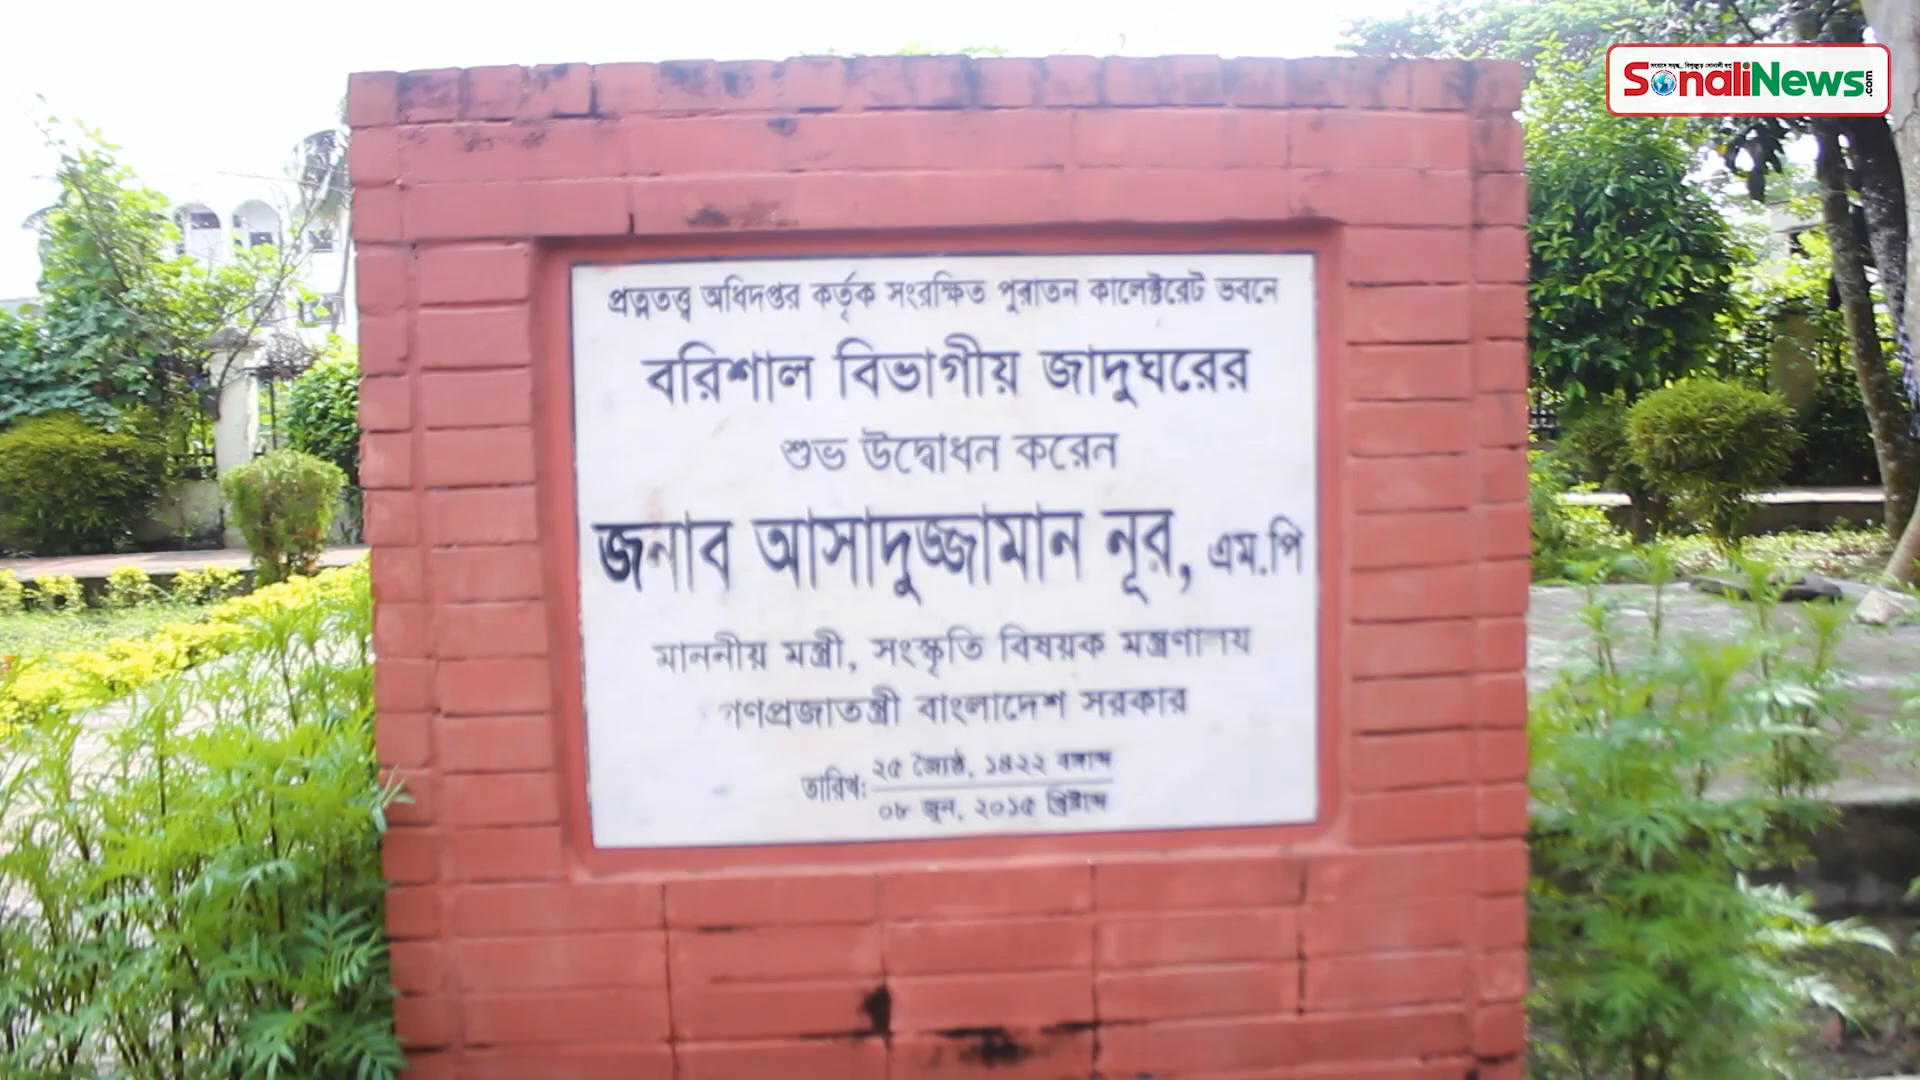 SonaliNews.com
প্রত্নতত্ত্ব অধিদপ্তর কর্তৃক সংরক্ষিত পুরাতন কালেক্টরেট ভবনে
বরিশাল বিভাগীয় জাদুঘরের
শুভ উদ্বোধন করেন
জনাব আসাদুজ্জামান নূর, এম.পি
মাননীয় মন্ত্রী, সংস্কৃতি বিষয়ক মন্ত্রণালয়
গণপ্রজাতন্ত্রী বাংলাদেশ সরকার
তারিখ: ২৫ জ্যৈষ্ঠ, ১৪২২ বঙ্গাব্দ
০৮ জুন, ২০১৫ খ্রিষ্টাব্দ